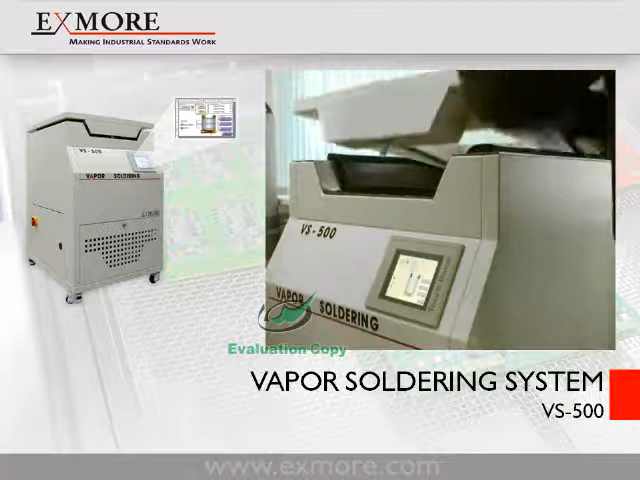 EXMORE
MAKING INDUSTRIAL STANDARDS WORK
VS-500
VAPOR SOLDERING
VS-500
VAPOR SOLDERING
Evaluation Copy
VAPOR SOLDERING SYSTEM
VS-500
www.exmore.com